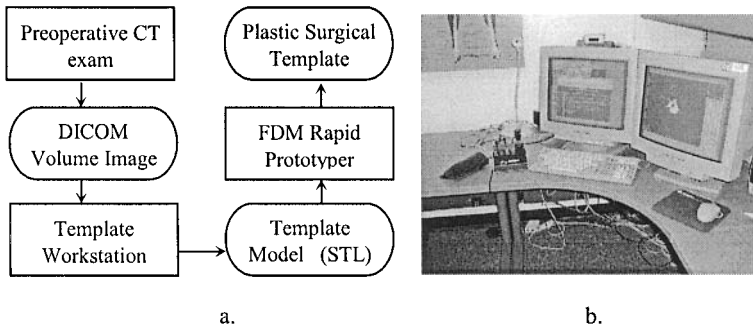 Preoperative CT
exam
DICOM
Volume Image
Template
Workstation
Plastic Surgical
Template
FDM Rapid
Prototyper
Template
Model (STL)
a.
b.